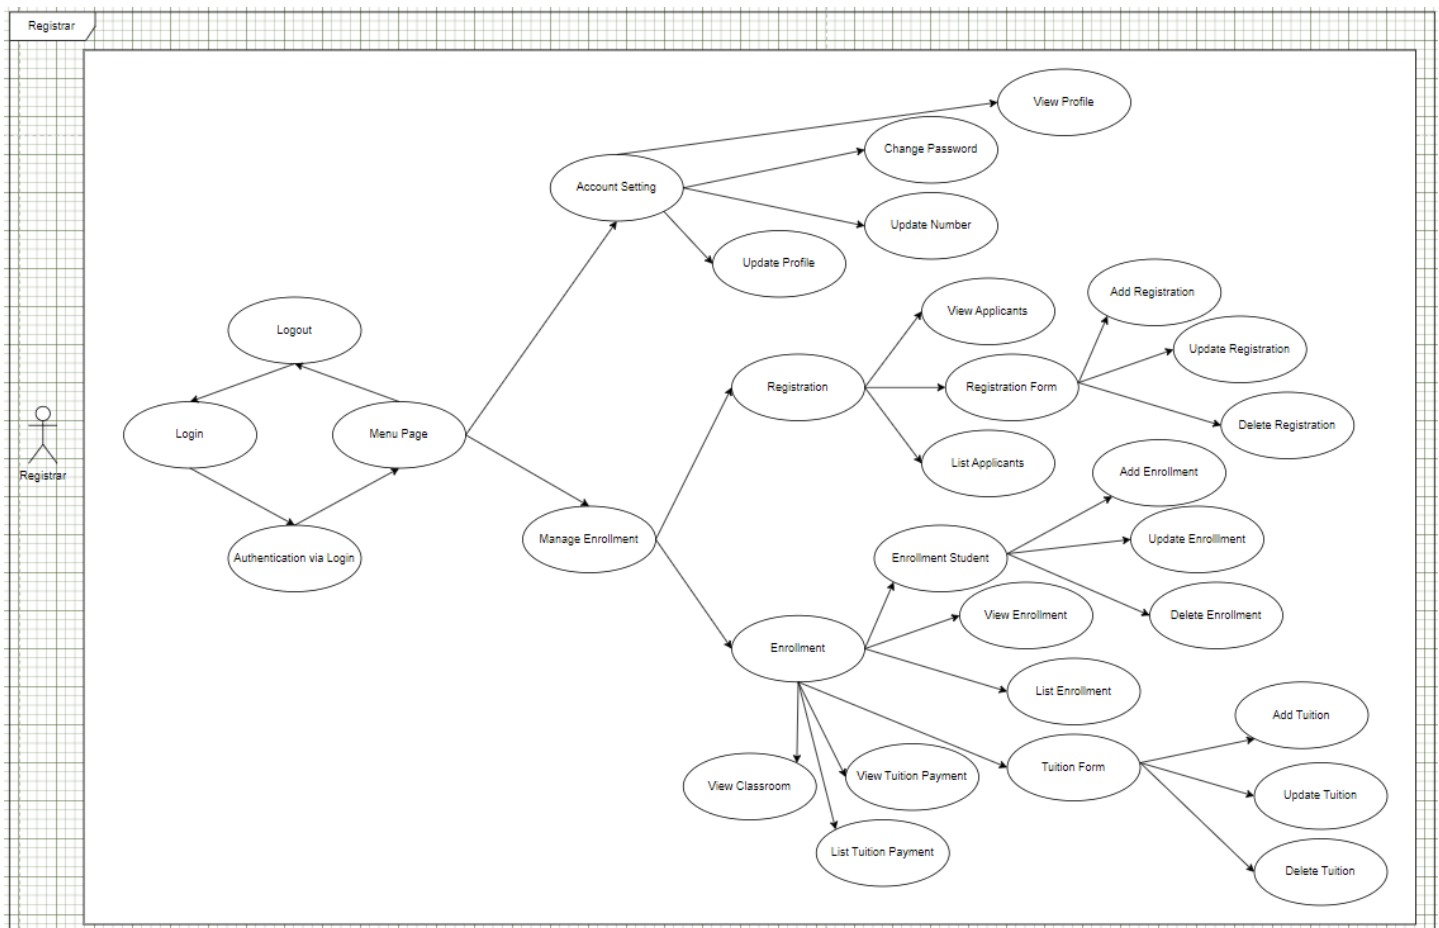 Registrar
View Profile
Change Password
Account Setting
Update Number
Update Profile
Add Registration
View Applicants
Logout
Update Registration
Registration
Registration Form
Delete Registration
Login
Menu Page
List Applicants
Add Enrollment
Registrar
Manage Enrollment
Update Enrolllment
Authentication via Login
Enrollment Student
View Enrollment
Delete Enrollment
Enrollment
List Enrollment
Add Tuition
Tuition Form
View Tuition Payment
View Classroom
Update Tuition
List Tuition Payment
Delete Tuition